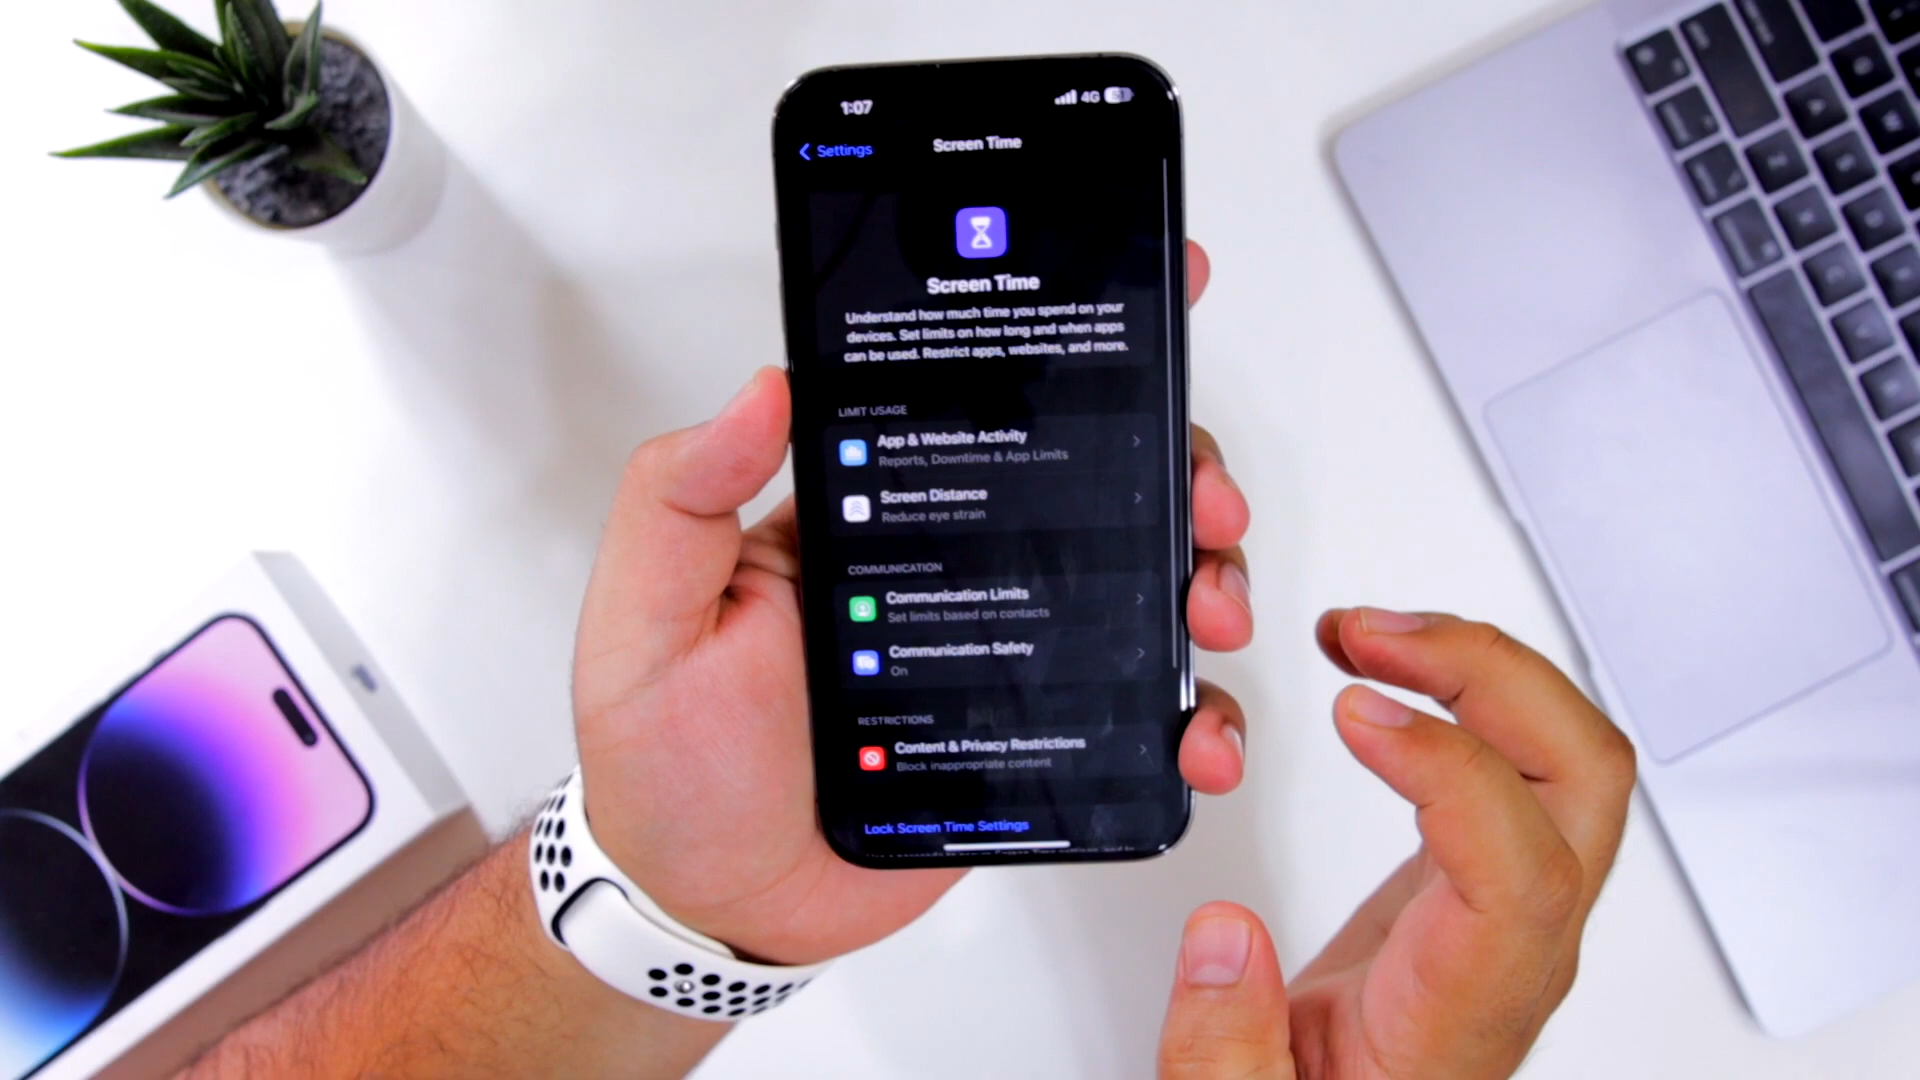 1:07
4G 51
Settings
Screen Time
Screen Time
Understand how much time you spend on your
devices. Set limits on how long and when apps
can be used. Restrict apps, websites, and more.
LIMIT USAGE
App & Website Activity
Reports, Downtime & App Limits
Screen Distance
Reduce eye strain
COMMUNICATION
Communication Limits
Set limits based on contacts
Communication Safety
On
RESTRICTIONS
Content & Privacy Restrictions
Block inappropriate content
Lock Screen Time Settings